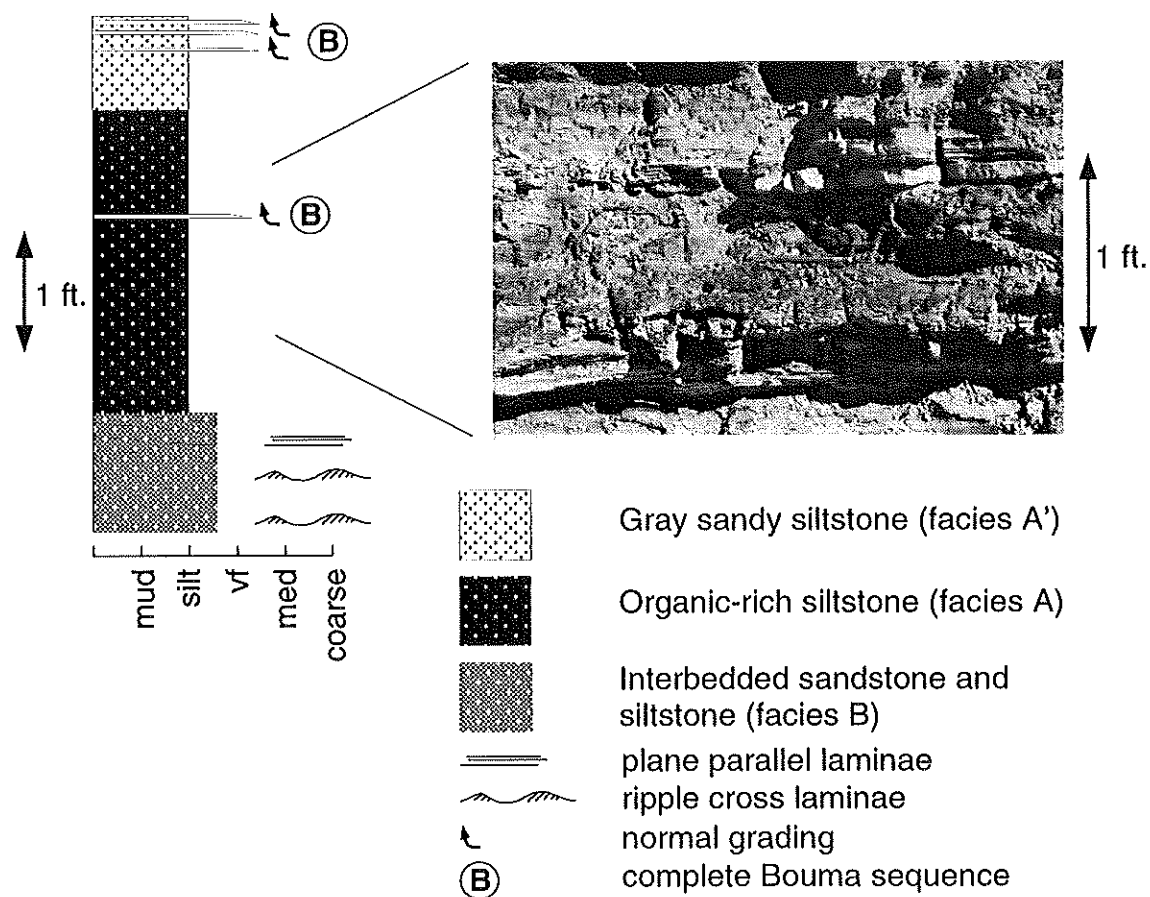 B
B
1 ft.
1 ft.
mud
silt
vf
med
coarse
Gray sandy siltstone (facies A’)
Organic-rich siltstone (facies A)
Interbedded sandstone and
siltstone (facies B)
plane parallel laminae
ripple cross laminae
normal grading
B
complete Bouma sequence